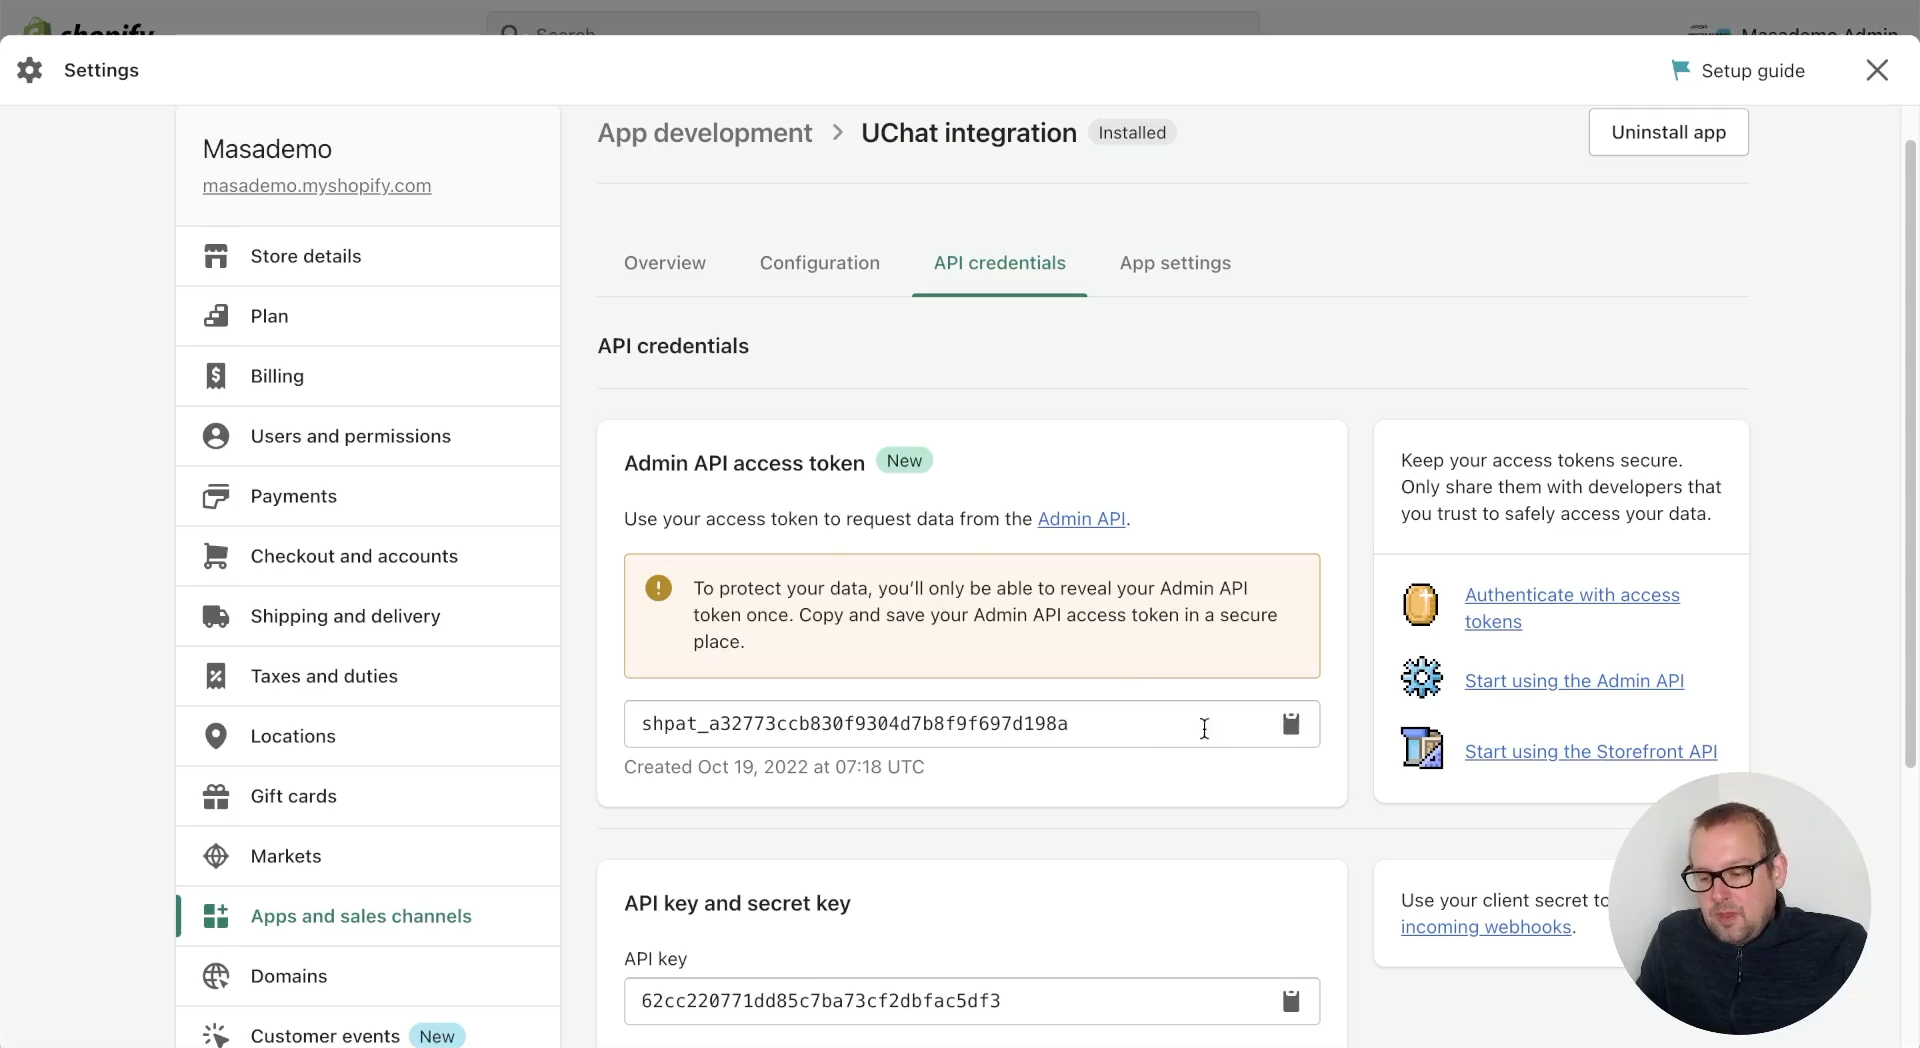 shopify
Search
Masademo Admin
Settings
Setup guide
Masademo
masademo.myshopify.com
Store details
Plan
Billing
Users and permissions
Payments
Checkout and accounts
Shipping and delivery
Taxes and duties
Locations
Gift cards
Markets
Apps and sales channels
Domains
Customer events New
App development > UChat integration Installed
Uninstall app
Overview Configuration API credentials App settings
API credentials
Admin API access token New
Use your access token to request data from the Admin API.
To protect your data, you’ll only be able to reveal your Admin API
token once. Copy and save your Admin API access token in a secure
place.
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
Created Oct 19, 2022 at 07:18 UTC
Keep your access tokens secure.
Only share them with developers that
you trust to safely access your data.
Authenticate with access
tokens
Start using the Admin API
Start using the Storefront API
API key and secret key
API key
62cc220771dd85c7ba73cf2dbfac5df3
Use your client secret to
incoming webhooks.